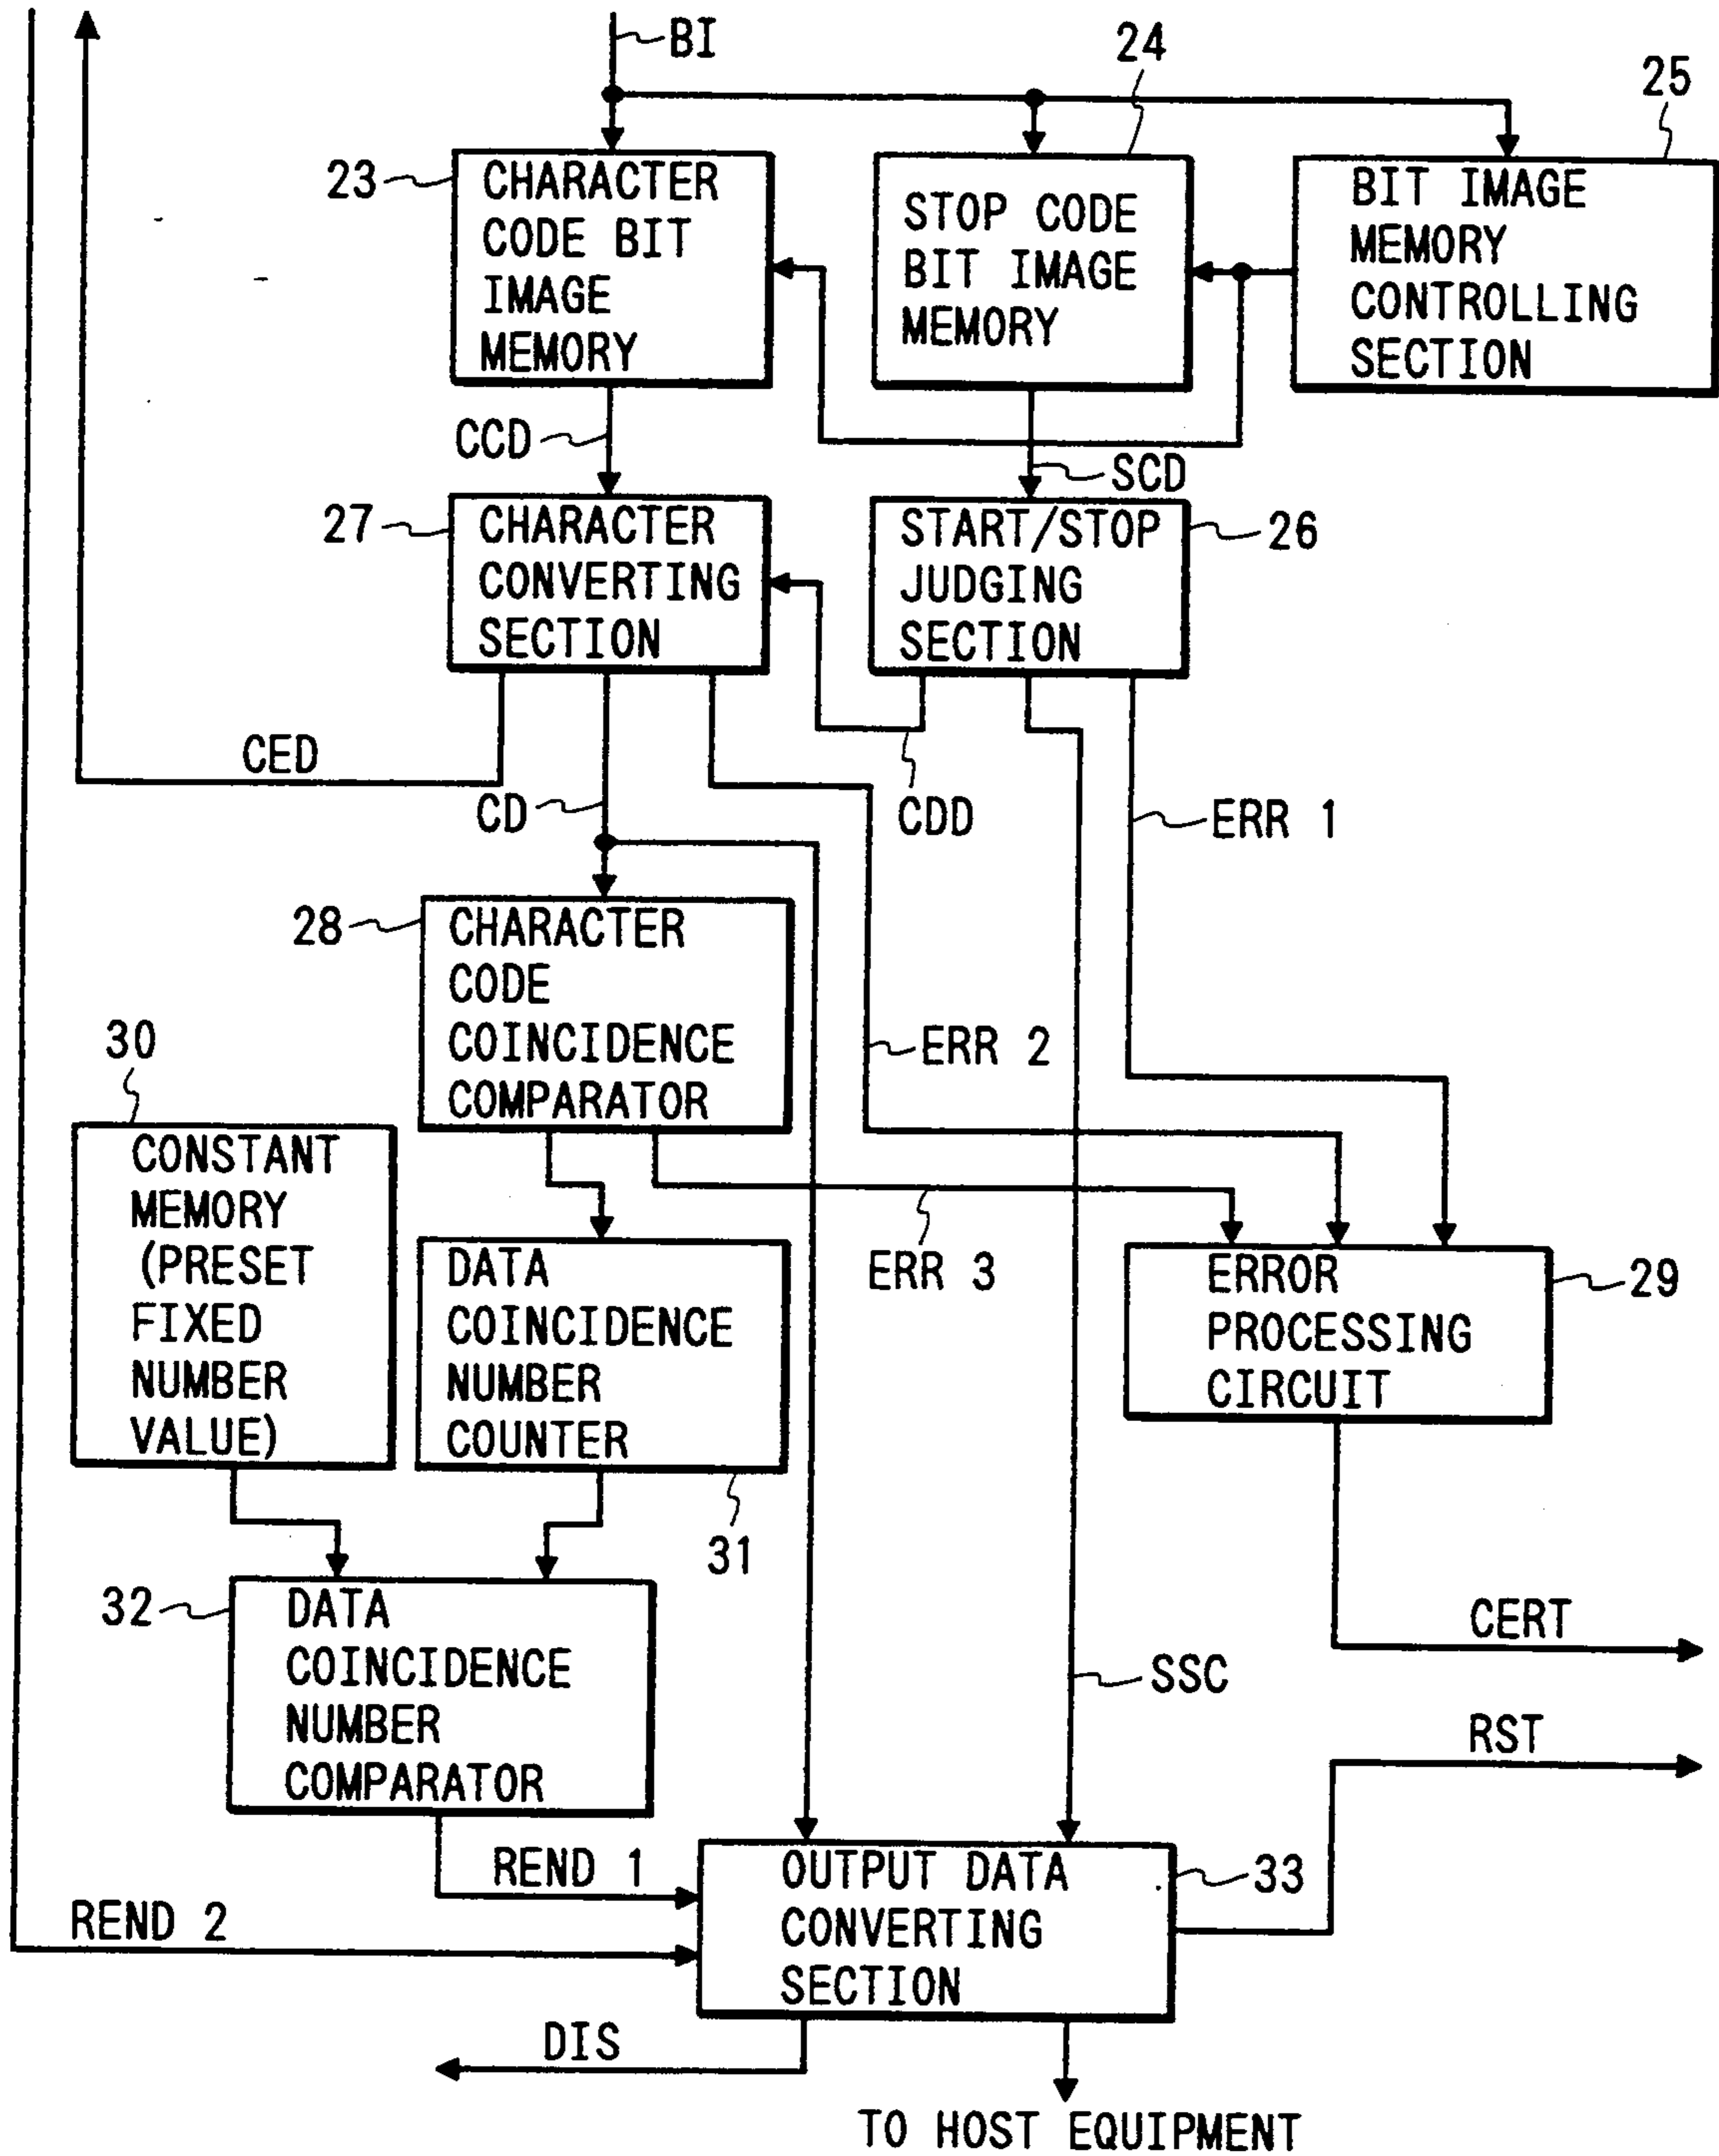 BI
24
25
23
CHARACTER
CODE BIT
IMAGE
MEMORY
STOP CODE
BIT IMAGE
MEMORY
BIT IMAGE
MEMORY
CONTROLLING
SECTION
CCD
SCD
27
CHARACTER
CONVERTING
SECTION
START/STOP
JUDGING
SECTION
26
CED
CD
CDD
ERR 1
28
CHARACTER
CODE
COINCIDENCE
COMPARATOR
ERR 2
30
CONSTANT
MEMORY
(PRESET
FIXED
NUMBER
VALUE)
DATA
COINCIDENCE
NUMBER
COUNTER
31
ERR 3
ERROR
PROCESSING
CIRCUIT
29
32
DATA
COINCIDENCE
NUMBER
COMPARATOR
CERT
SSC
RST
REND 1
REND 2
OUTPUT DATA
CONVERTING
SECTION
33
DIS
TO HOST EQUIPMENT